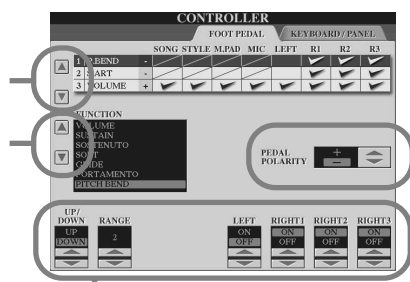 CONTROLLER
FOOT PEDAL KEYBOARD / PANEL
SONG STYLE M.PAD MIC LEFT R1 R2 R3
1 P.BEND -
2 S.ART -
3 VOLUME +
FUNCTION
VOLUME
SUSTAIN
SOSTENUTO
SOFT
GLIDE
PORTAMENTO
PITCH BEND
PEDAL
POLARITY
+
-
UP/
DOWN RANGE LEFT RIGHT1 RIGHT2 RIGHT3
UP 2 ON ON ON ON
DOWN OFF OFF OFF OFF